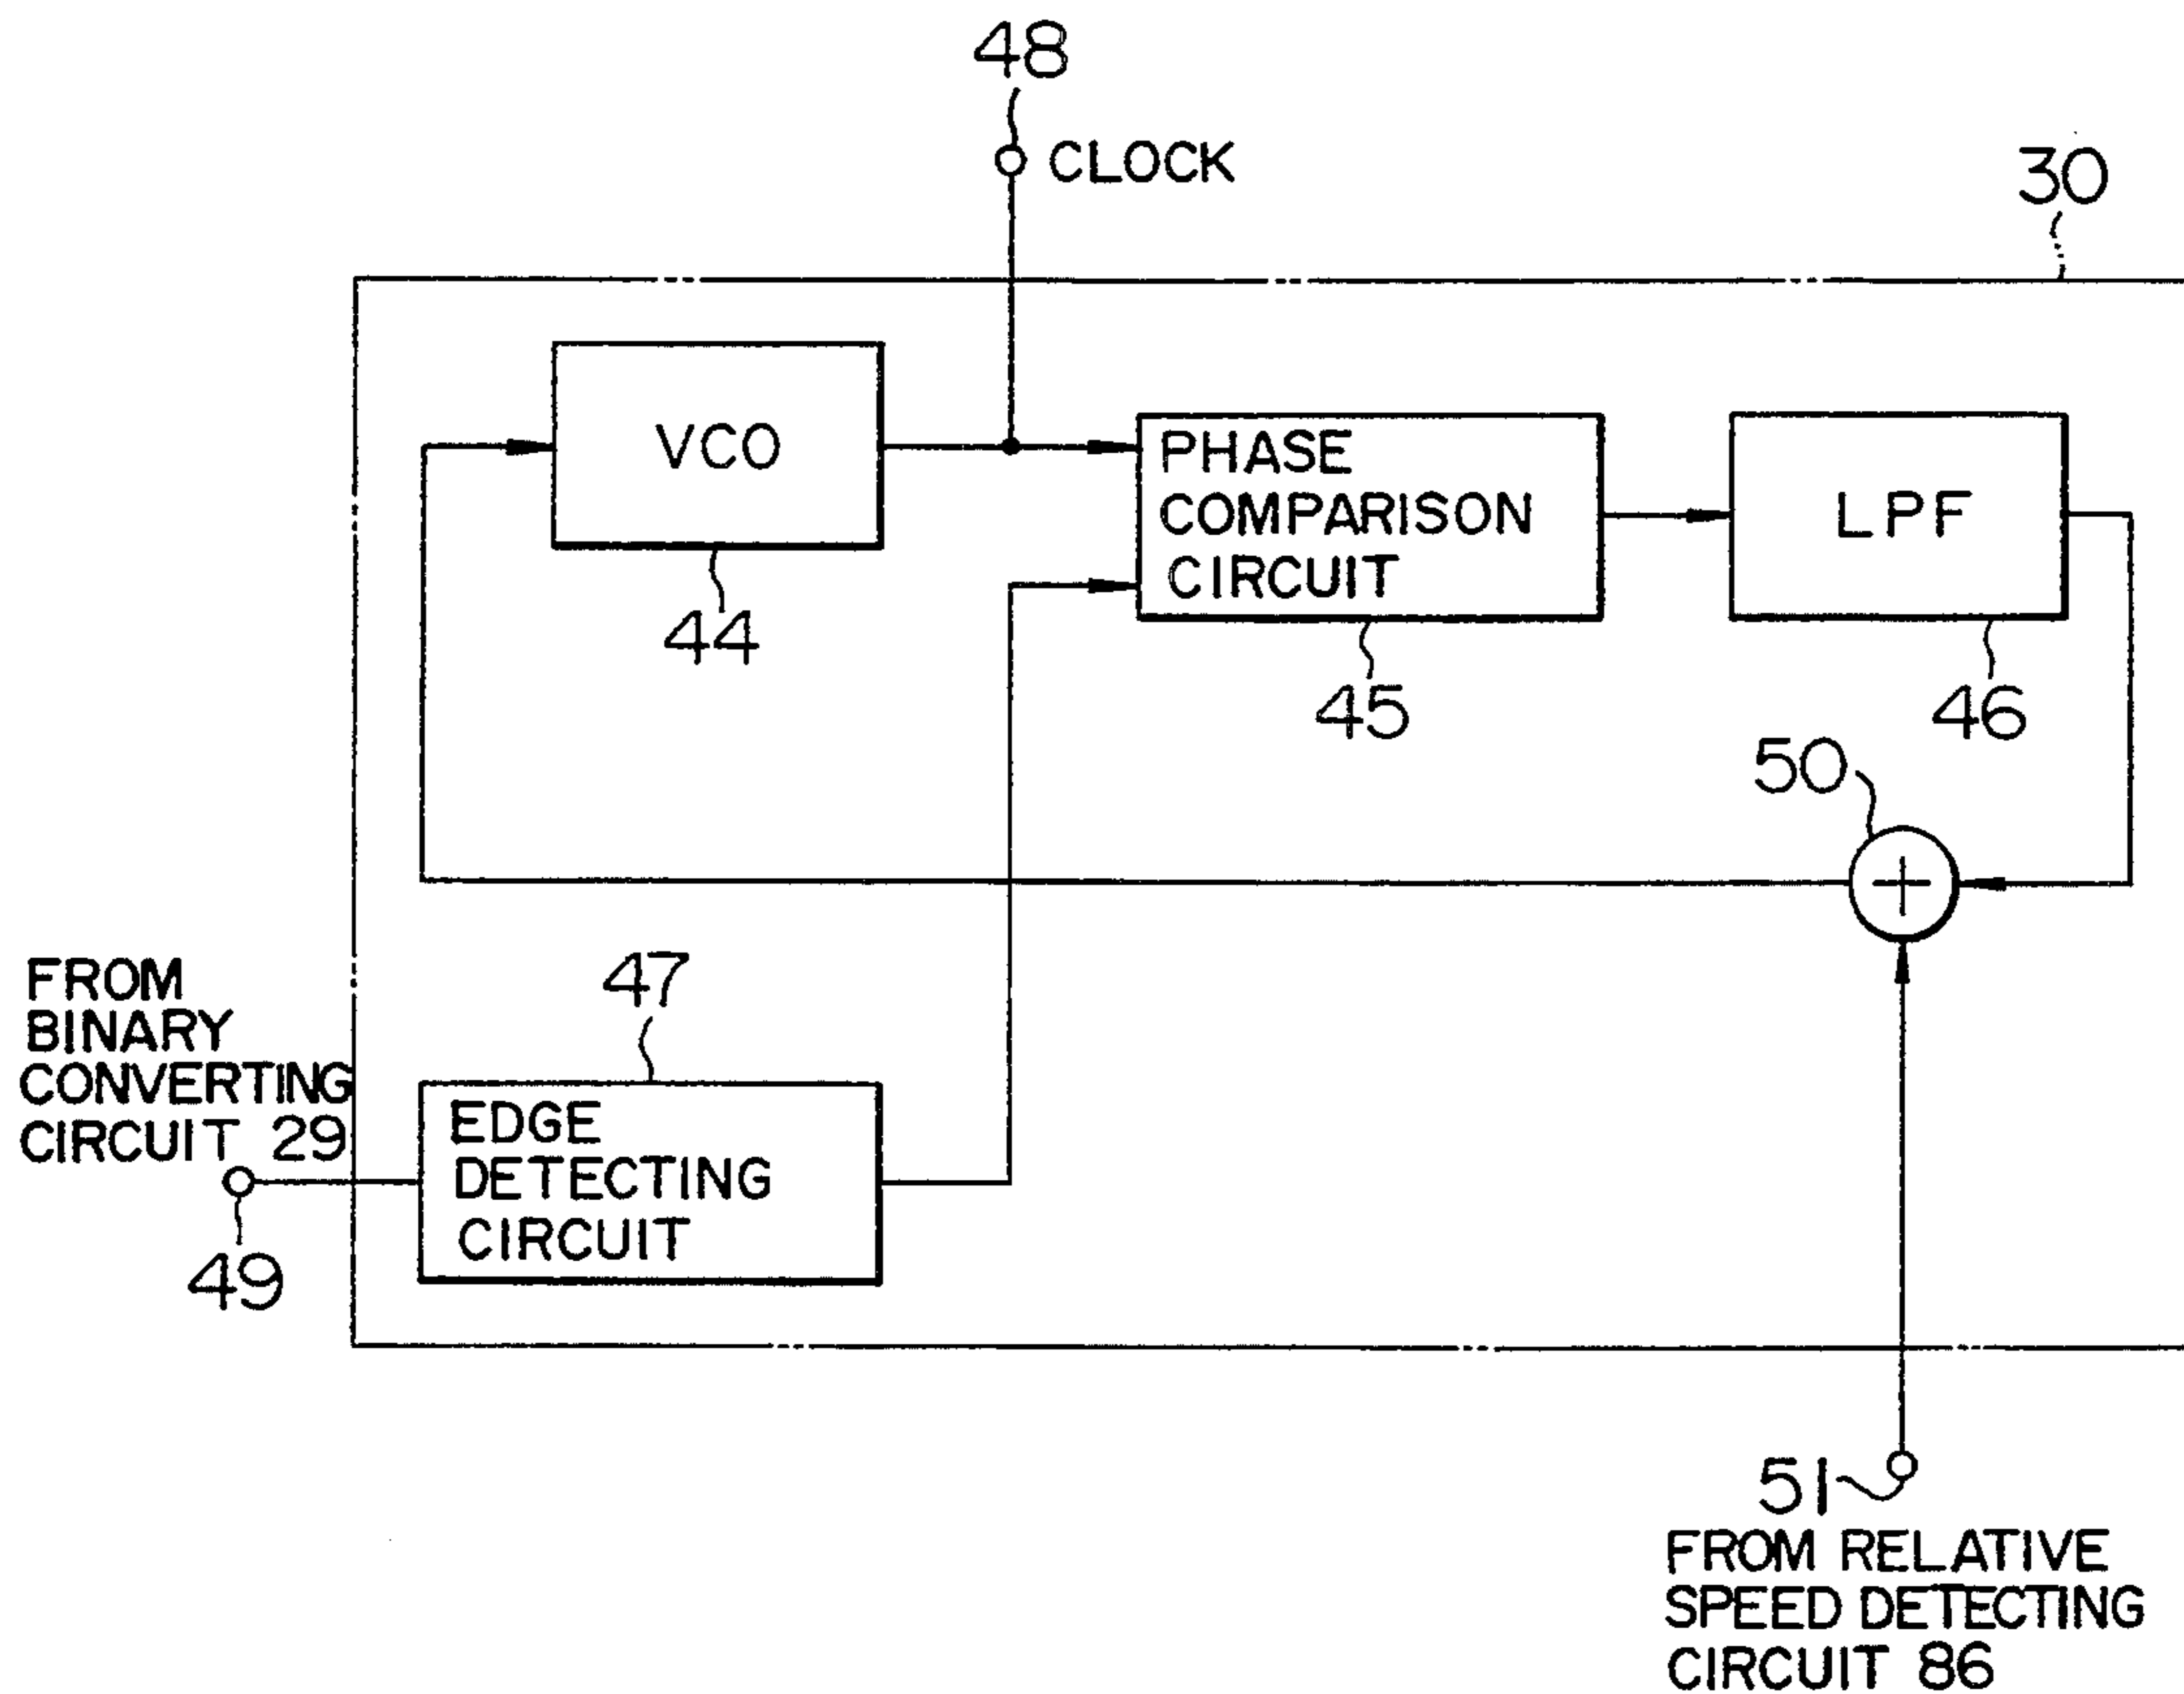 48
CLOCK
30
VCO
44
PHASE
COMPARISON
CIRCUIT
45
LPF
46
50
FROM
BINARY
CONVERTING
CIRCUIT 29
49
47
EDGE
DETECTING
CIRCUIT
51
FROM RELATIVE
SPEED DETECTING
CIRCUIT 86